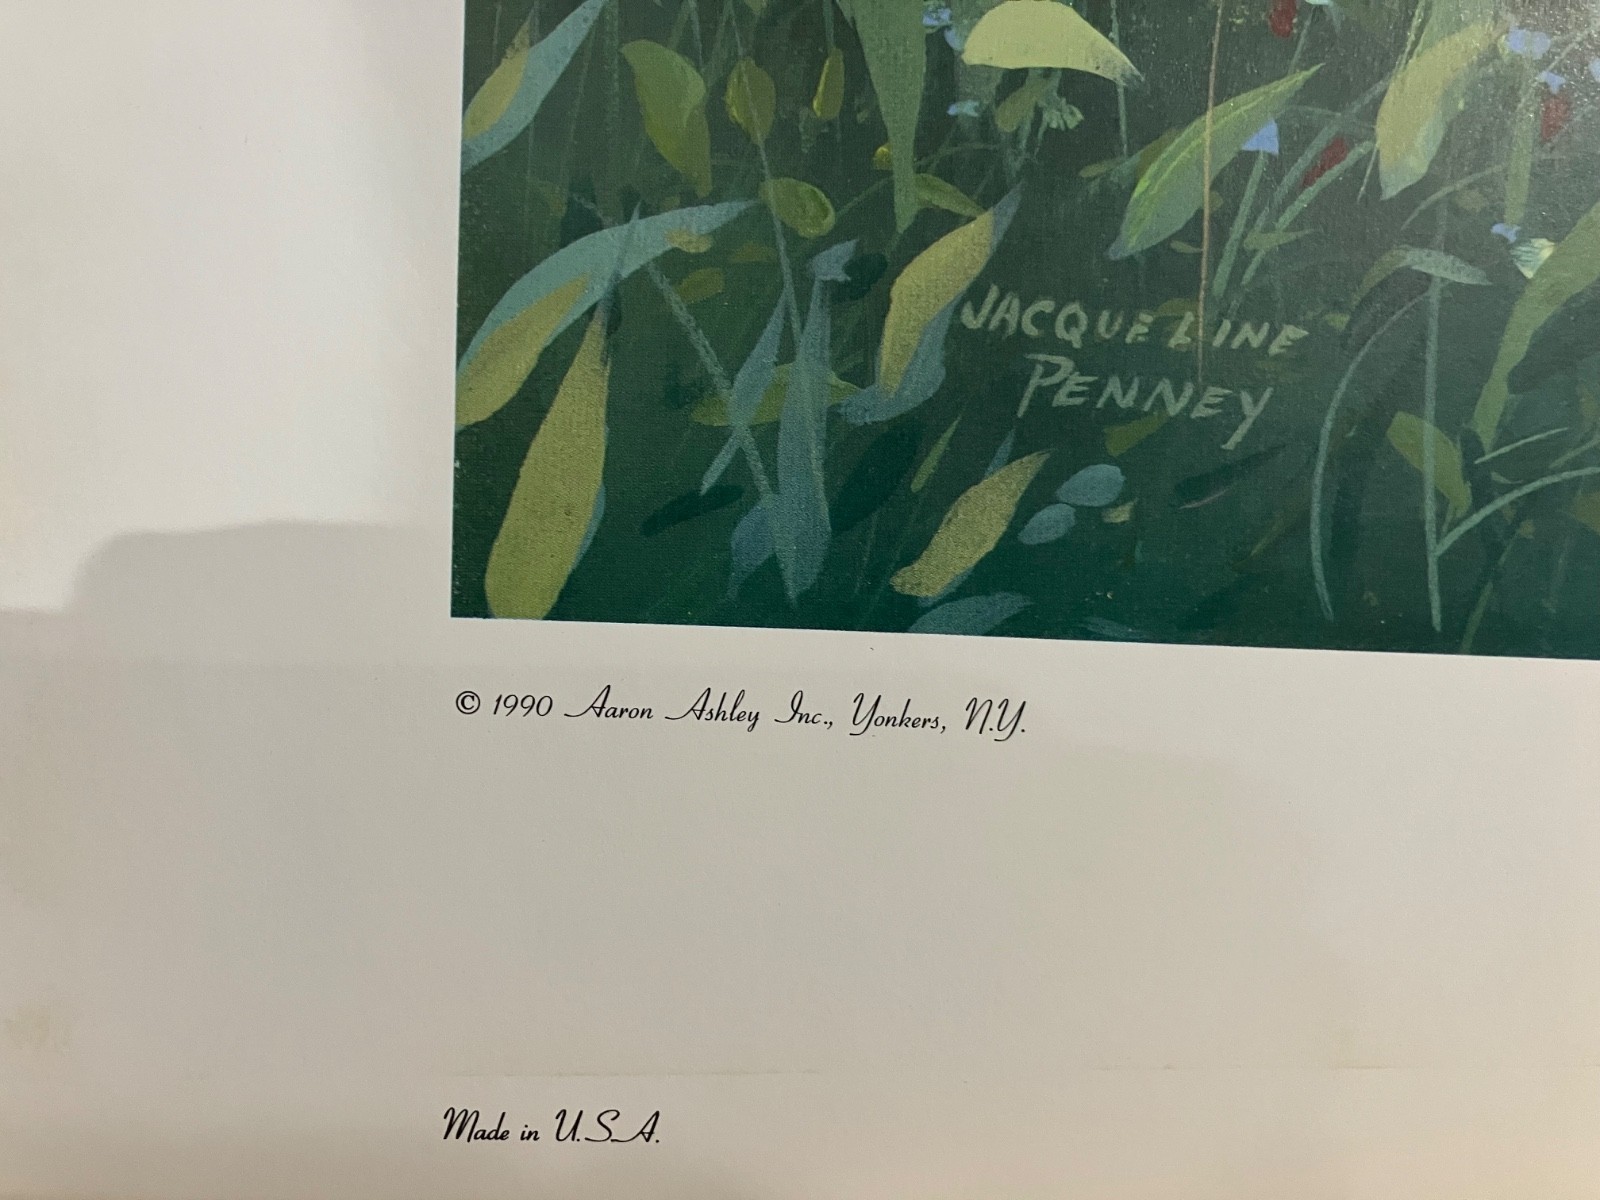 JACQUELINE
PENNEY
© 1990 Aaron Ashley Inc., Yonkers, N.Y.
Made in U.S.A.